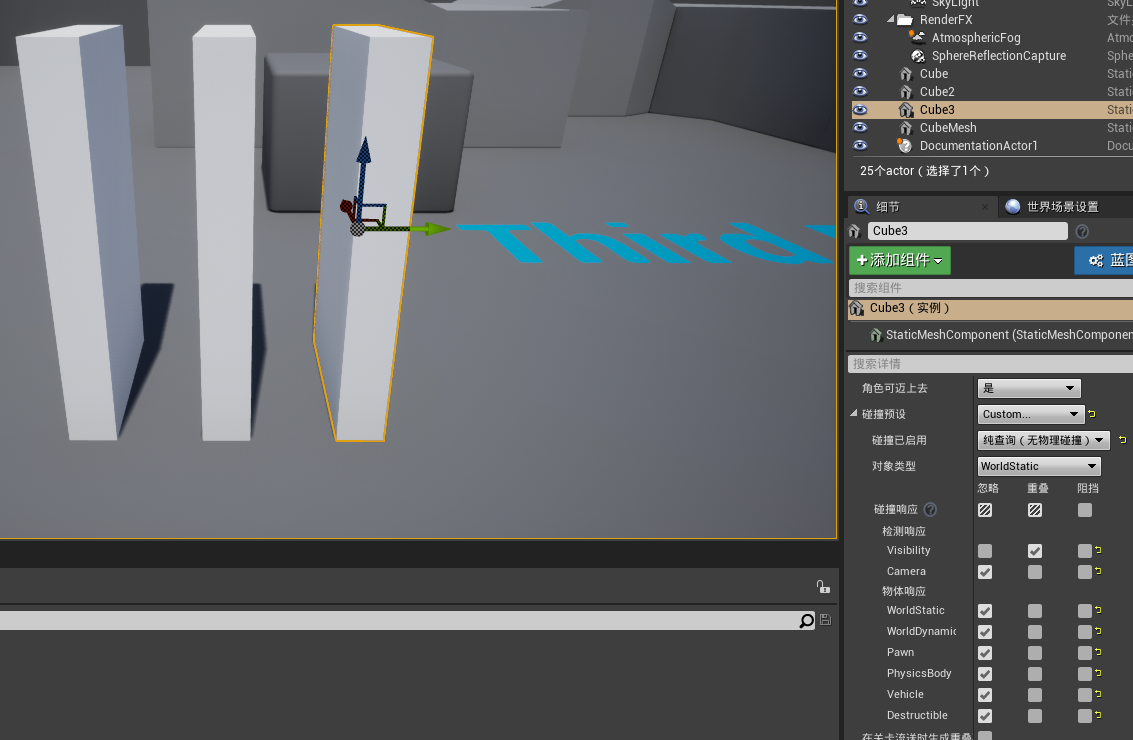 SkyLight
RenderFX
文件
AtmosphericFog
Atmo
SphereReflectionCapture
Sphe
Cube
Stati
Cube2
Stati
Cube3
Stati
CubeMesh
Stati
DocumentationActor1
Docu
25个actor（选择了1个）
细节
世界场景设置
Cube3
添加组件
蓝图
搜索组件
Cube3（实例）
StaticMeshComponent (StaticMeshComponen
搜索详情
角色可迈上去
是
碰撞预设
Custom...
碰撞已启用
纯查询（无物理碰撞）
对象类型
WorldStatic
忽略 重叠 阻挡
碰撞响应
检测响应
Visibility
Camera
物体响应
WorldStatic
WorldDynamic
Pawn
PhysicsBody
Vehicle
Destructible
在关卡流送时生成重叠
Third